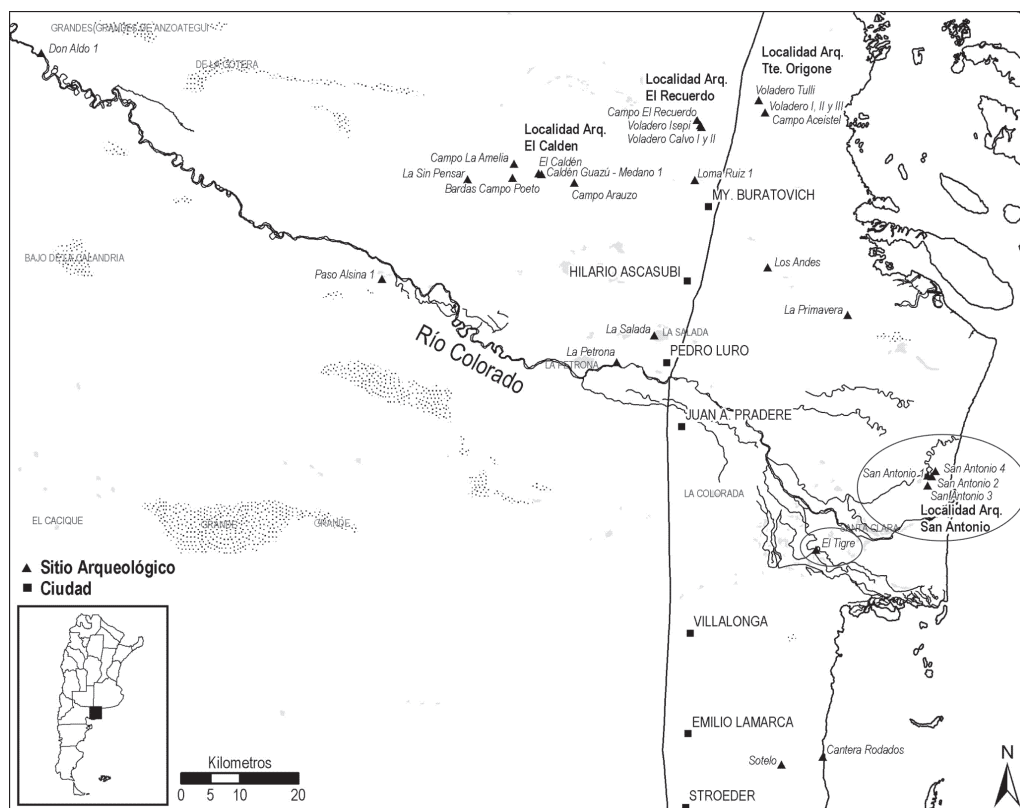 GRANDES(GRANDES DE ANZOATEGUI
Don Aldo 1
DE LA GOTERA
Localidad Arq.
Tte. Origone
Voladero Tulli
Voladero I, II y III
Campo Aceistel
Localidad Arq.
El Recuerdo
Campo El Recuerdo
Voladero Isepi
Voladero Calvo I y II
Localidad Arq.
El Calden
Campo La Amelia
El Caldén
La Sin Pensar
Caldén Guazú - Medano 1
Bardas Campo Poeto
Campo Arauzo
Loma Ruiz 1
MY. BURATOVICH
BAJO DE LA CALANDRIA
Paso Alsina 1
HILARIO ASCASUBI
Los Andes
La Primavera
La Salada
LA SALADA
Río Colorado
La Petrona
LA PETRONA
PEDRO LURO
JUAN A. PRADERE
San Antonio 1
San Antonio 4
San Antonio 2
San Antonio 3
Localidad Arq.
San Antonio
LA COLORADA
SANTA CLARA
El Tigre
EL CACIQUE
GRANDE
GRANDE
Sitio Arqueológico
Ciudad
VILLALONGA
EMILIO LAMARCA
Sotelo
Cantera Rodados
STROEDER
Kilometros
0 5 10 20
N